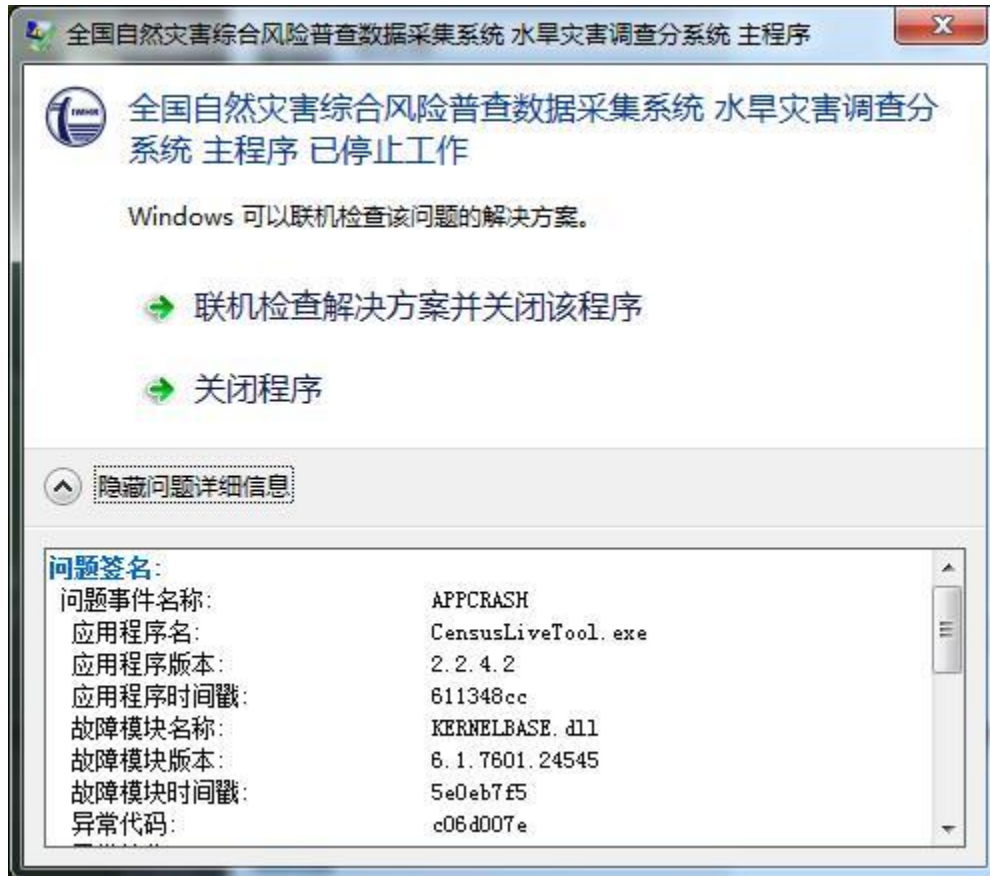 全国自然灾害综合风险普查数据采集系统 水旱灾害调查分系统 主程序
全国自然灾害综合风险普查数据采集系统 水旱灾害调查分
系统 主程序 已停止工作
Windows 可以联机检查该问题的解决方案。
联机检查解决方案并关闭该程序
关闭程序
隐藏问题详细信息
问题签名:
问题事件名称: APPCRASH
应用程序名: CensusLiveTool.exe
应用程序版本: 2.2.4.2
应用程序时间戳: 611348cc
故障模块名称: KERNELBASE.dll
故障模块版本: 6.1.7601.24545
故障模块时间戳: 5e0eb7f5
异常代码: c06d007e